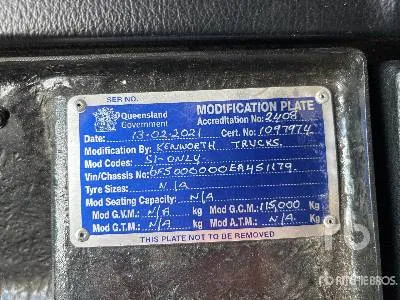 SER NO.
Queensland
Government
MODIFICATION PLATE
Accreditation No: 2408
Date: 13-02-2021 Cert. No: 1097974
Modification By: KENWORTH TRUCKS.
Mod Codes: S1-ONLY
Vin/Chassis No: 6F5000000EA451179.
Tyre Sizes: N/A
Mod Seating Capacity: N/A
Mod G.V.M: N/A kg Mod G.C.M: 115,000 kg
Mod G.T.M: N/A kg Mod A.T.M: N/A kg
THIS PLATE NOT TO BE REMOVED
RITCHIE BROS.